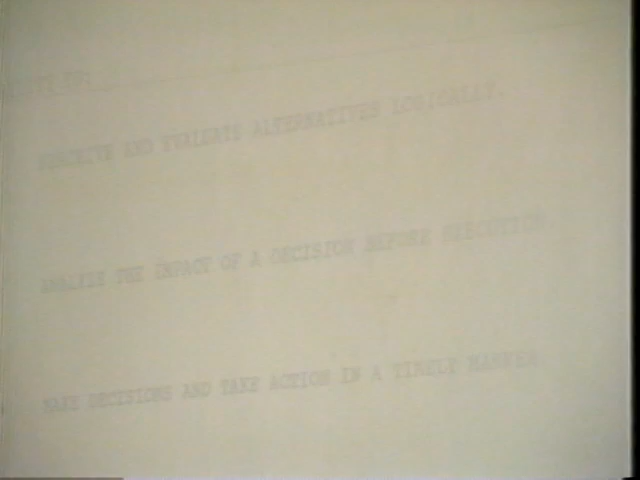 AND EVALUATE ALTERNATIVES LOGICALLY.
ANALYZE THE IMPACT OF A DECISION BEFORE EXECUTION
MAKE DECISIONS AND TAKE ACTION IN A TIMELY MANNER